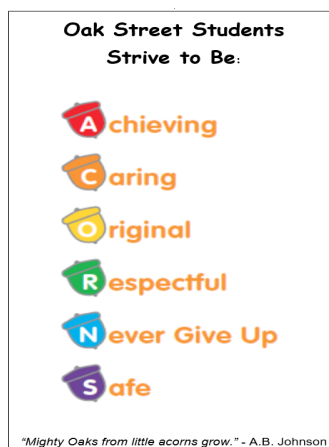 Oak Street Students
Strive to Be:
Achieving
Caring
Original
Respectful
Never Give Up
Safe
"Mighty Oaks from little acorns grow." - A.B. Johnson